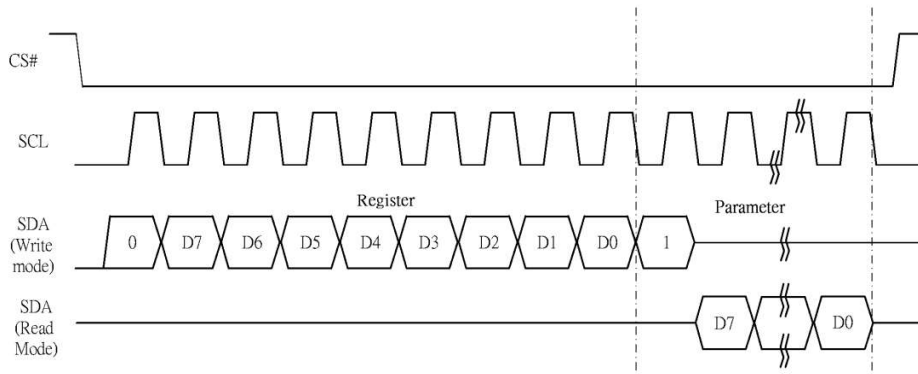 CS#
SCL
Register
Parameter
SDA
(Write
mode)
0 D7 D6 D5 D4 D3 D2 D1 D0 1
SDA
(Read
Mode)
D7 D0